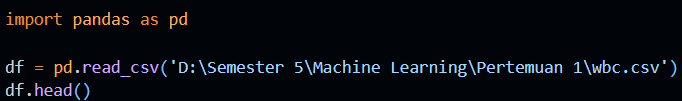 import pandas as pd
df = pd.read_csv('D:\Semester 5\Machine Learning\Pertemuan 1\wbc.csv')
df.head()